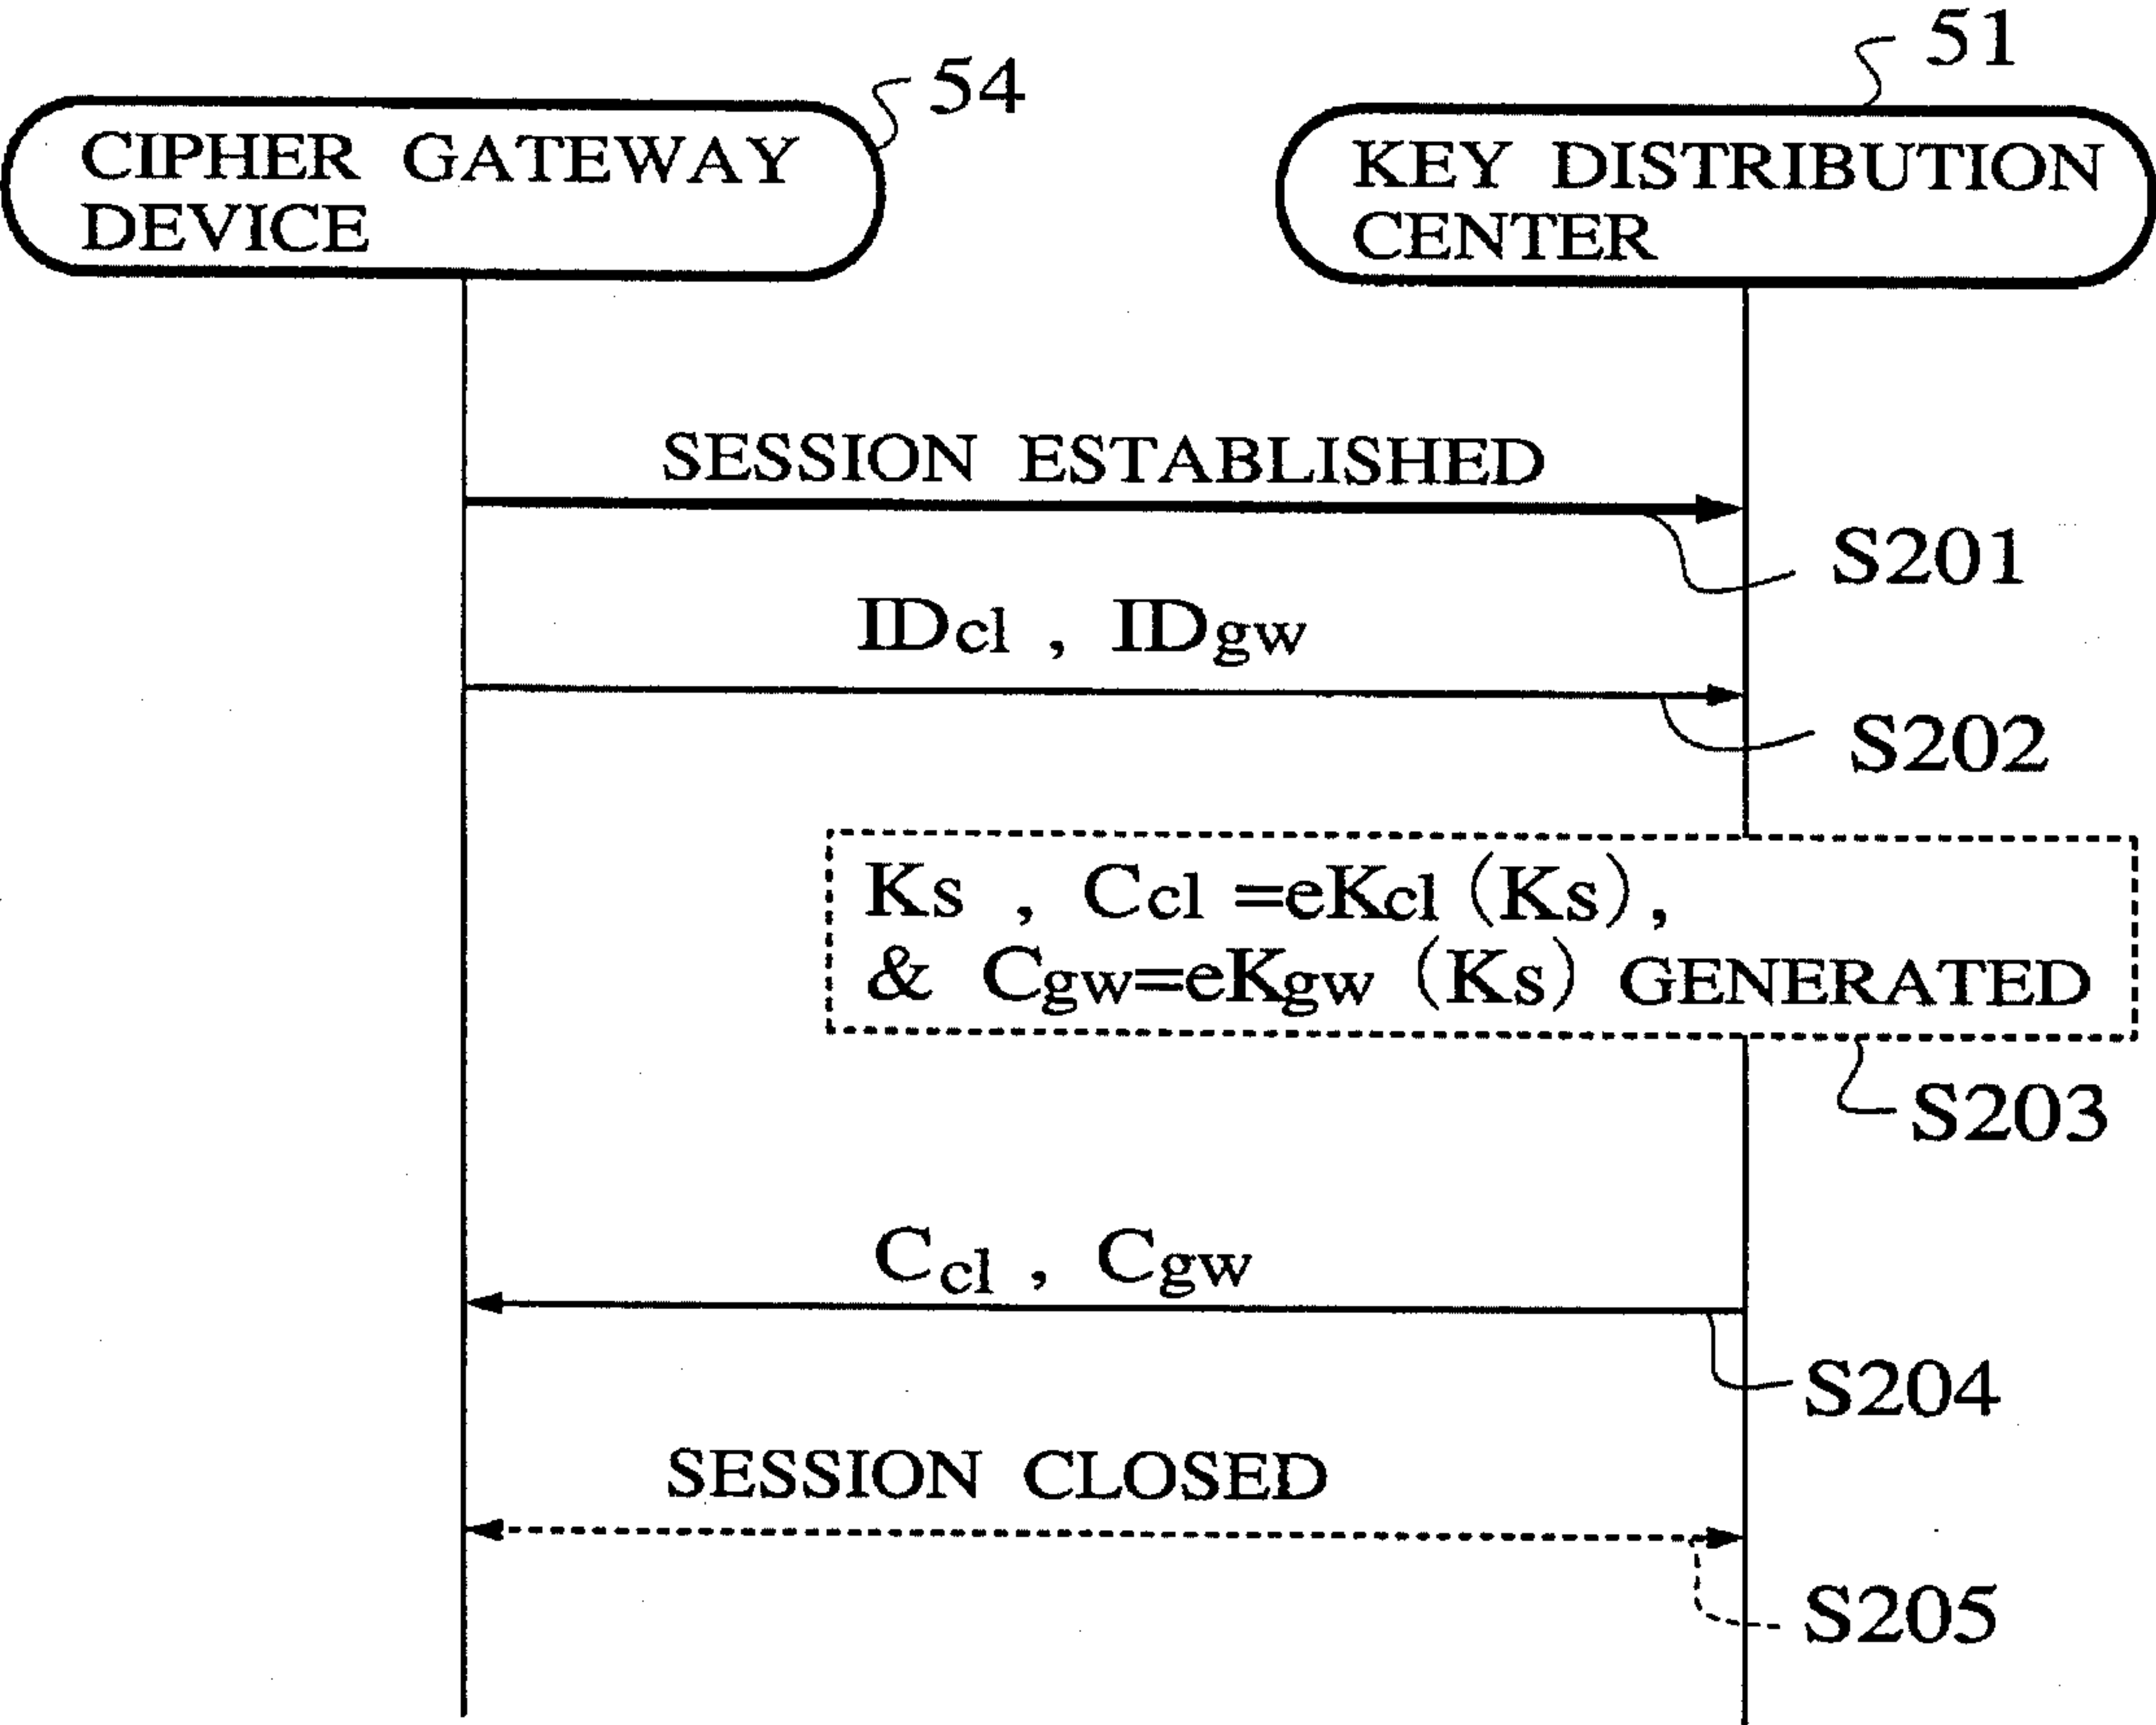 54
51
CIPHER GATEWAY
DEVICE
KEY DISTRIBUTION
CENTER
SESSION ESTABLISHED
S201
IDcl , IDgw
S202
Ks , Ccl =eKcl (Ks),
& Cgw=eKgw (Ks) GENERATED
S203
Ccl , Cgw
S204
SESSION CLOSED
S205